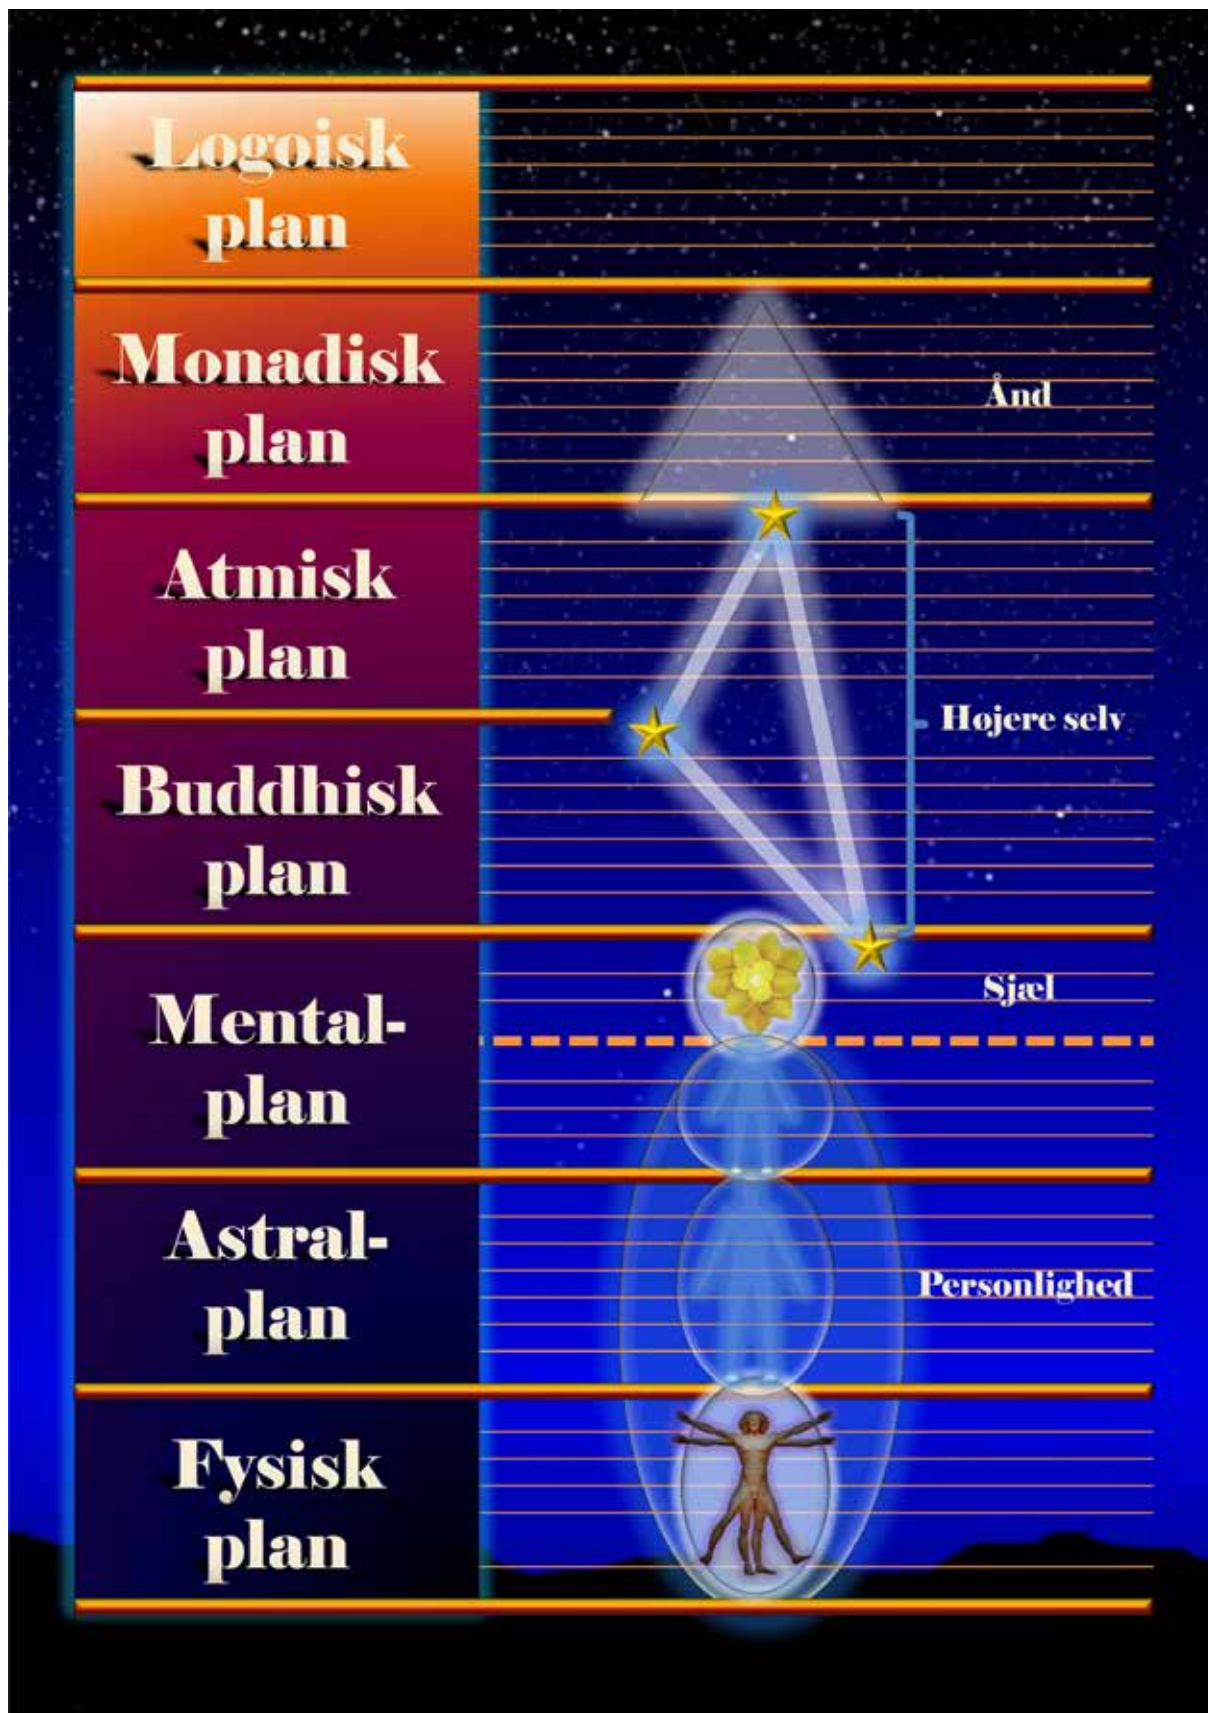 Logoisk
plan
Monadisk
plan
Ånd
Atmisk
plan
Højere selv
Buddhisk
plan
Sjæl
Mental-
plan
Astral-
plan
Personlighed
Fysisk
plan